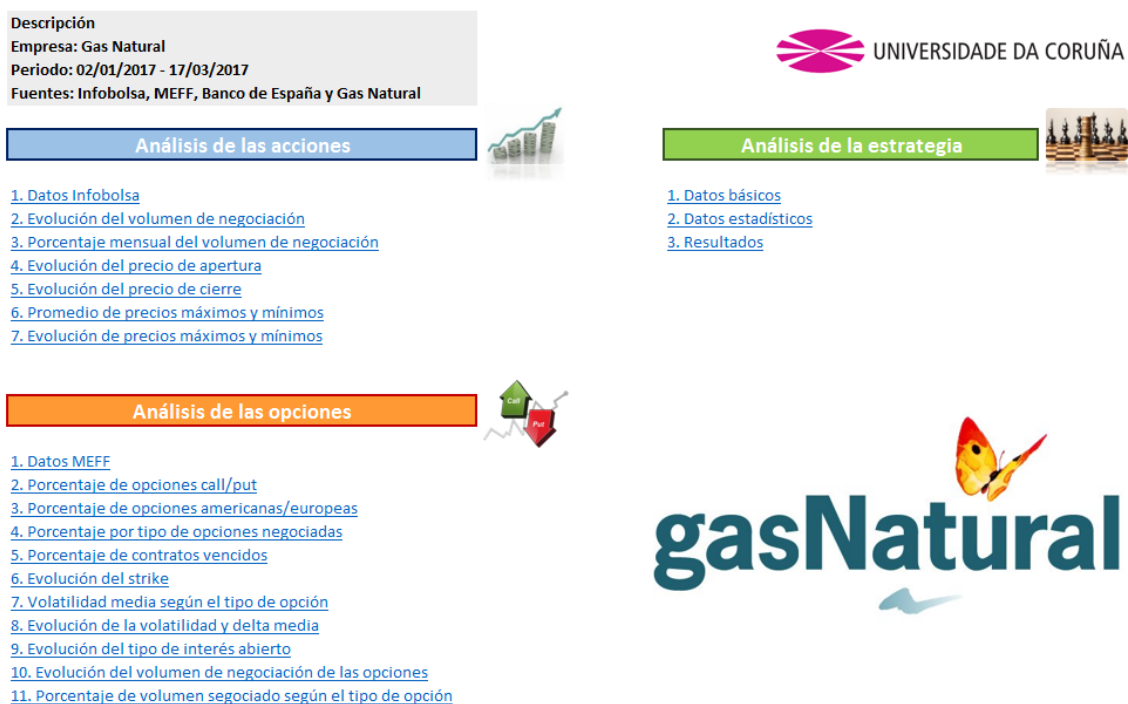 Descripción
Empresa: Gas Natural
Periodo: 02/01/2017 - 17/03/2017
Fuentes: Infobolsa, MEFF, Banco de España y Gas Natural
UNIVERSIDADE DA CORUÑA
Análisis de las acciones
1. Datos Infobolsa
2. Evolución del volumen de negociación
3. Porcentaje mensual del volumen de negociación
4. Evolución del precio de apertura
5. Evolución del precio de cierre
6. Promedio de precios máximos y mínimos
7. Evolución de precios máximos y mínimos
Análisis de la estrategia
1. Datos básicos
2. Datos estadísticos
3. Resultados
Análisis de las opciones
Call
Put
1. Datos MEFF
2. Porcentaje de opciones call/put
3. Porcentaje de opciones americanas/europeas
4. Porcentaje por tipo de opciones negociadas
5. Porcentaje de contratos vencidos
6. Evolución del strike
7. Volatilidad media según el tipo de opción
8. Evolución de la volatilidad y delta media
9. Evolución del tipo de interés abierto
10. Evolución del volumen de negociación de las opciones
11. Porcentaje de volumen segociado según el tipo de opción
gasNatural